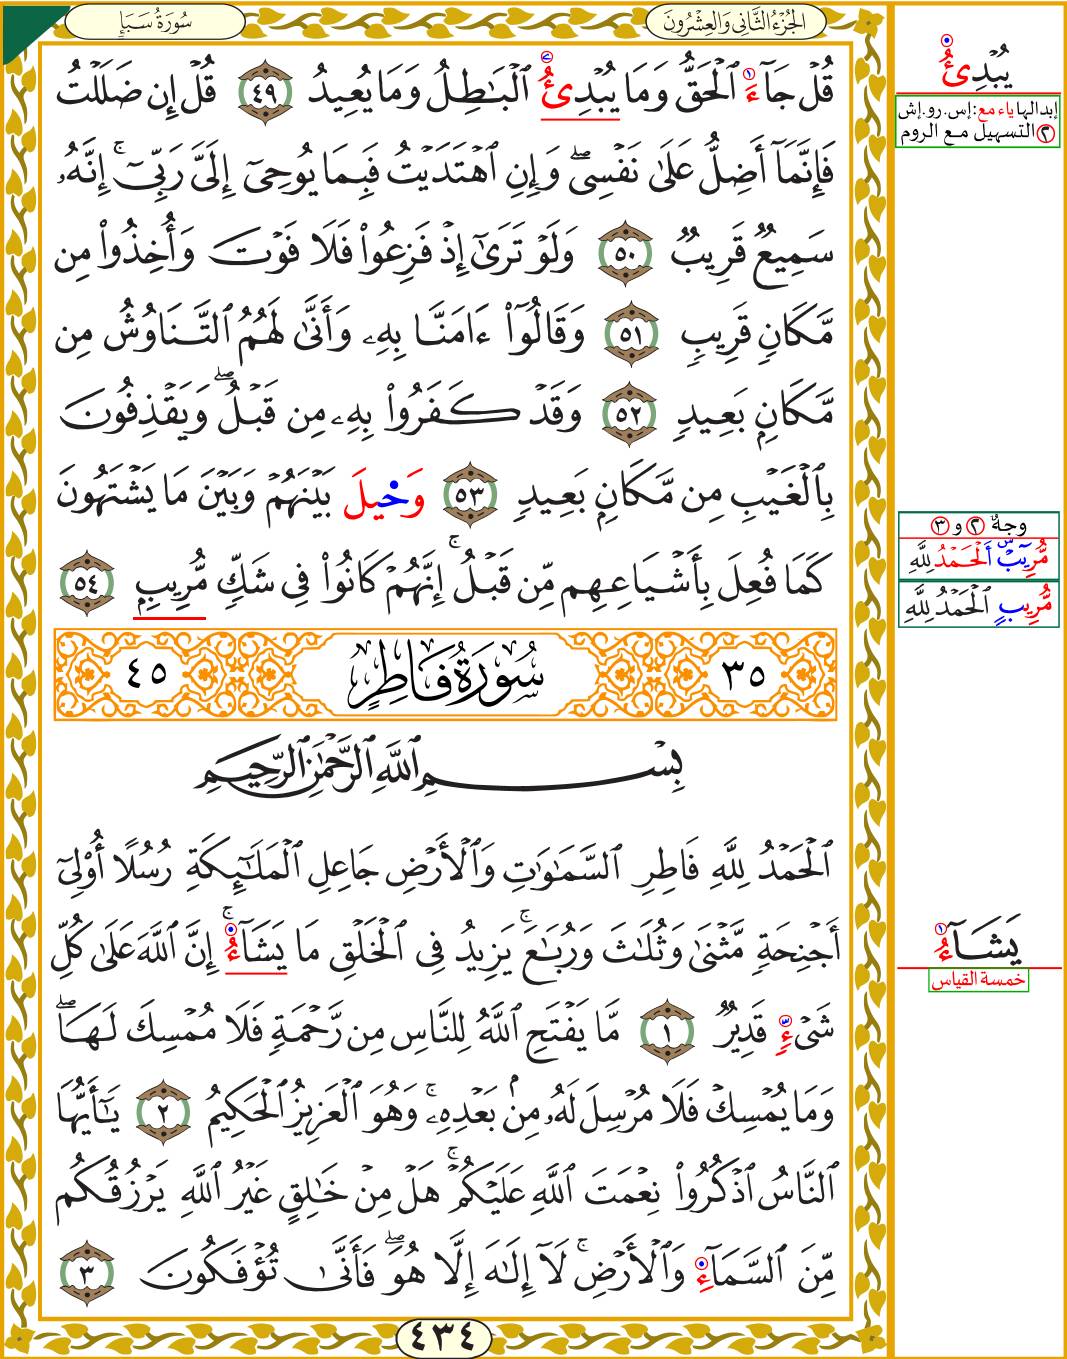 الجُزْءُ الثَّانِي وَالعِشْرُونَ
سُورَةُ سَبَإٍ
قُلۡ جَآءَ ٱلۡحَقُّ وَمَا يُبۡدِئُ ٱلۡبَٰطِلُ وَمَا يُعِيدُ ٤٩ قُلۡ إِن ضَلَلۡتُ
فَإِنَّمَآ أَضِلُّ عَلَىٰ نَفۡسِيۖ وَإِنِ ٱهۡتَدَيۡتُ فَبِمَا يُوحِيٓ إِلَيَّ رَبِّيٓۚ إِنَّهُۥ
سَمِيعٌ قَرِيبٌ ٥٠ وَلَوۡ تَرَىٰٓ إِذۡ فَزِعُواْ فَلَا فَوۡتَ وَأُخِذُواْ مِن
مَّكَانٍ قَرِيبٍ ٥١ وَقَالُوٓاْ ءَامَنَّا بِهِۦ وَأَنَّىٰ لَهُمُ ٱلتَّنَاوُشُ مِن
مَّكَانِۭ بَعِيدٍ ٥٢ وَقَدۡ كَفَرُواْ بِهِۦ مِن قَبۡلُۖ وَيَقۡذِفُونَ
بِٱلۡغَيۡبِ مِن مَّكَانِۭ بَعِيدٍ ٥٣ وَحِيلَ بَيۡنَهُمۡ وَبَيۡنَ مَا يَشۡتَهُونَ
كَمَا فُعِلَ بِأَشۡيَاعِهِم مِّن قَبۡلُۚ إِنَّهُمۡ كَانُواْ فِي شَكٍّ مُّرِيبِۭ ٥٤
٣٥ سُورَةُ فَاطِرٍ ٤٥
بِسۡمِ ٱللَّهِ ٱلرَّحۡمَٰنِ ٱلرَّحِيمِ
ٱلۡحَمۡدُ لِلَّهِ فَاطِرِ ٱلسَّمَٰوَٰتِ وَٱلۡأَرۡضِ جَاعِلِ ٱلۡمَلَٰٓئِكَةِ رُسُلًا أُوْلِيٓ
أَجۡنِحَةٖ مَّثۡنَىٰ وَثُلَٰثَ وَرُبَٰعَۚ يَزِيدُ فِي ٱلۡخَلۡقِ مَا يَشَآءُۚ إِنَّ ٱللَّهَ عَلَىٰ كُلِّ
شَيۡءٖ قَدِيرٌ ١ مَّا يَفۡتَحِ ٱللَّهُ لِلنَّاسِ مِن رَّحۡمَةٖ فَلَا مُمۡسِكَ لَهَاۖ
وَمَا يُمۡسِكۡ فَلَا مُرۡسِلَ لَهُۥ مِنۢ بَعۡدِهِۦۚ وَهُوَ ٱلۡعَزِيزُ ٱلۡحَكِيمُ ٢ يَٰٓأَيُّهَا
ٱلنَّاسُ ٱذۡكُرُواْ نِعۡمَتَ ٱللَّهِ عَلَيۡكُمۡۚ هَلۡ مِنۡ خَٰلِقٍ غَيۡرُ ٱللَّهِ يَرۡزُقُكُم
مِّنَ ٱلسَّمَآءِ وَٱلۡأَرۡضِۚ لَآ إِلَٰهَ إِلَّا هُوَۖ فَأَنَّىٰ تُؤۡفَكُونَ ٣
٤٣٤
يُبۡدِئُ
إبدالها ياء مع: إس. رو. إش
٢ التسهيل مع الروم
وجهُ ٢ و ٣
مُّرِيبٍۢ ٱلۡحَمۡدُ لِلَّهِ
مُّرِيبٍ ٱلۡحَمۡدُ لِلَّهِ
يَشَآءُ
خمسة القياس